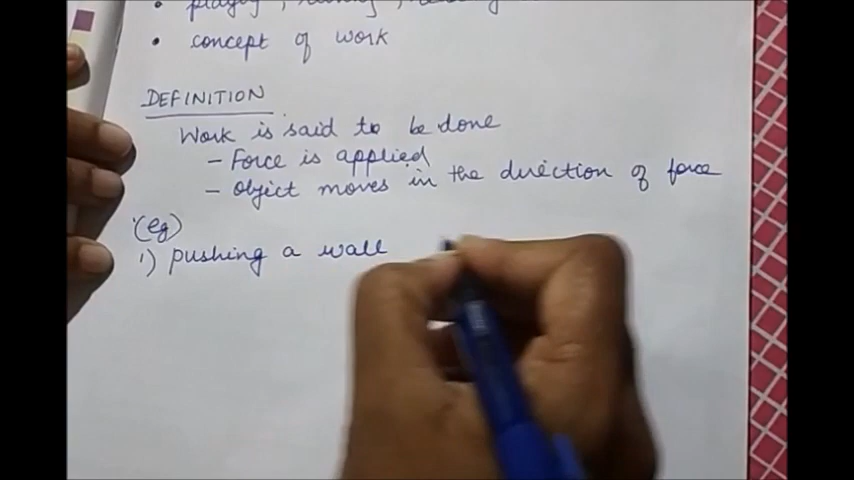 • playing,
• concept of work
DEFINITION
Work is said to be done
- Force is applied
- Object moves in the direction of force
(eg)
1) pushing a wall